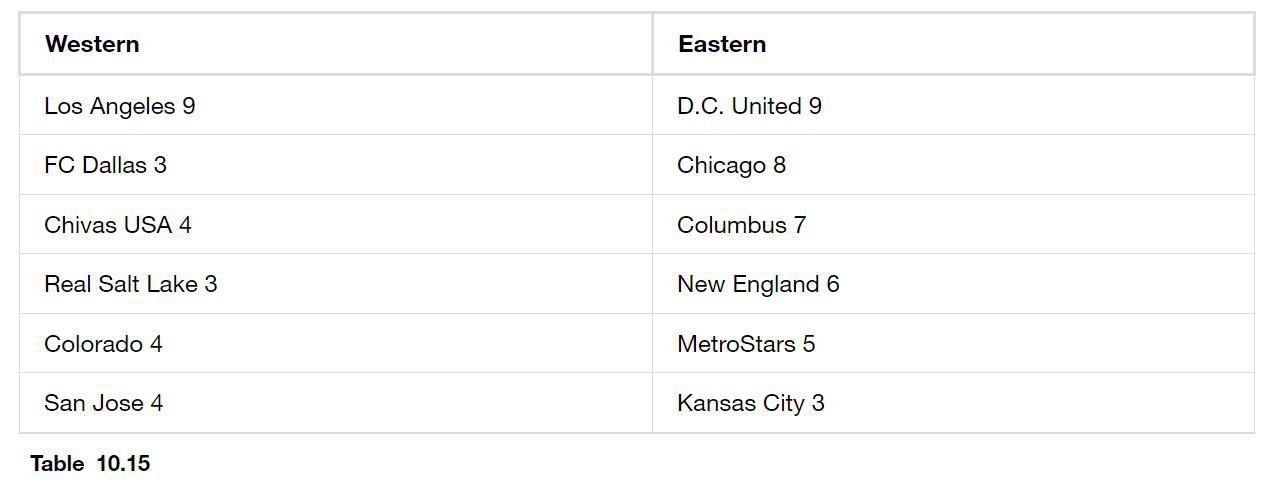 Western Eastern
Los Angeles 9 D.C. United 9
FC Dallas 3 Chicago 8
Chivas USA 4 Columbus 7
Real Salt Lake 3 New England 6
Colorado 4 MetroStars 5
San Jose 4 Kansas City 3
Table 10.15